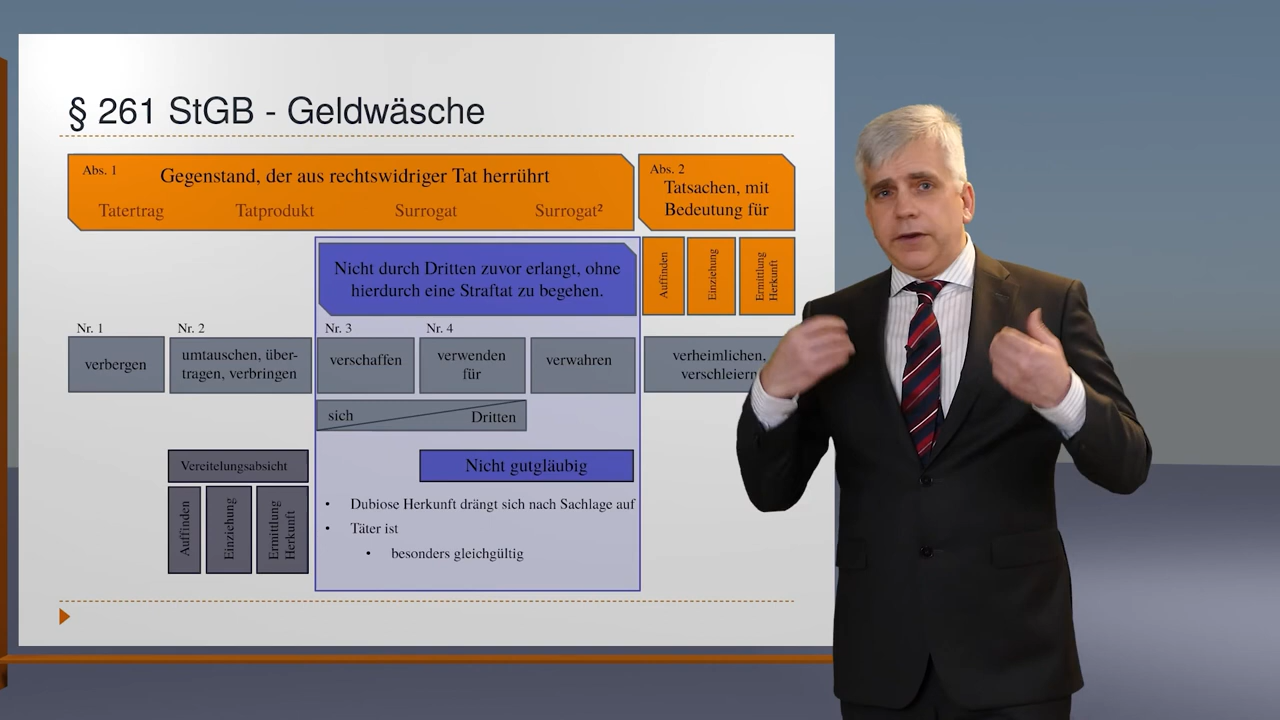 § 261 StGB - Geldwäsche
Abs. 1
Gegenstand, der aus rechtswidriger Tat herrührt
Tatertrag
Tatprodukt
Surrogat
Surrogat²
Abs. 2
Tatsachen, mit
Bedeutung für
Auffinden
Einziehung
Ermittlung
Herkunft
Nicht durch Dritten zuvor erlangt, ohne
hierdurch eine Straftat zu begehen.
Nr. 1
verbergen
Nr. 2
umtauschen, über-
tragen, verbringen
Nr. 3
verschaffen
Nr. 4
verwenden
für
verwahren
verheimlichen,
verschleiern
sich
Dritten
Vereitelungsabsicht
Auffinden
Einziehung
Ermittlung
Herkunft
Nicht gutgläubig
• Dubiose Herkunft drängt sich nach Sachlage auf
• Täter ist
• besonders gleichgültig